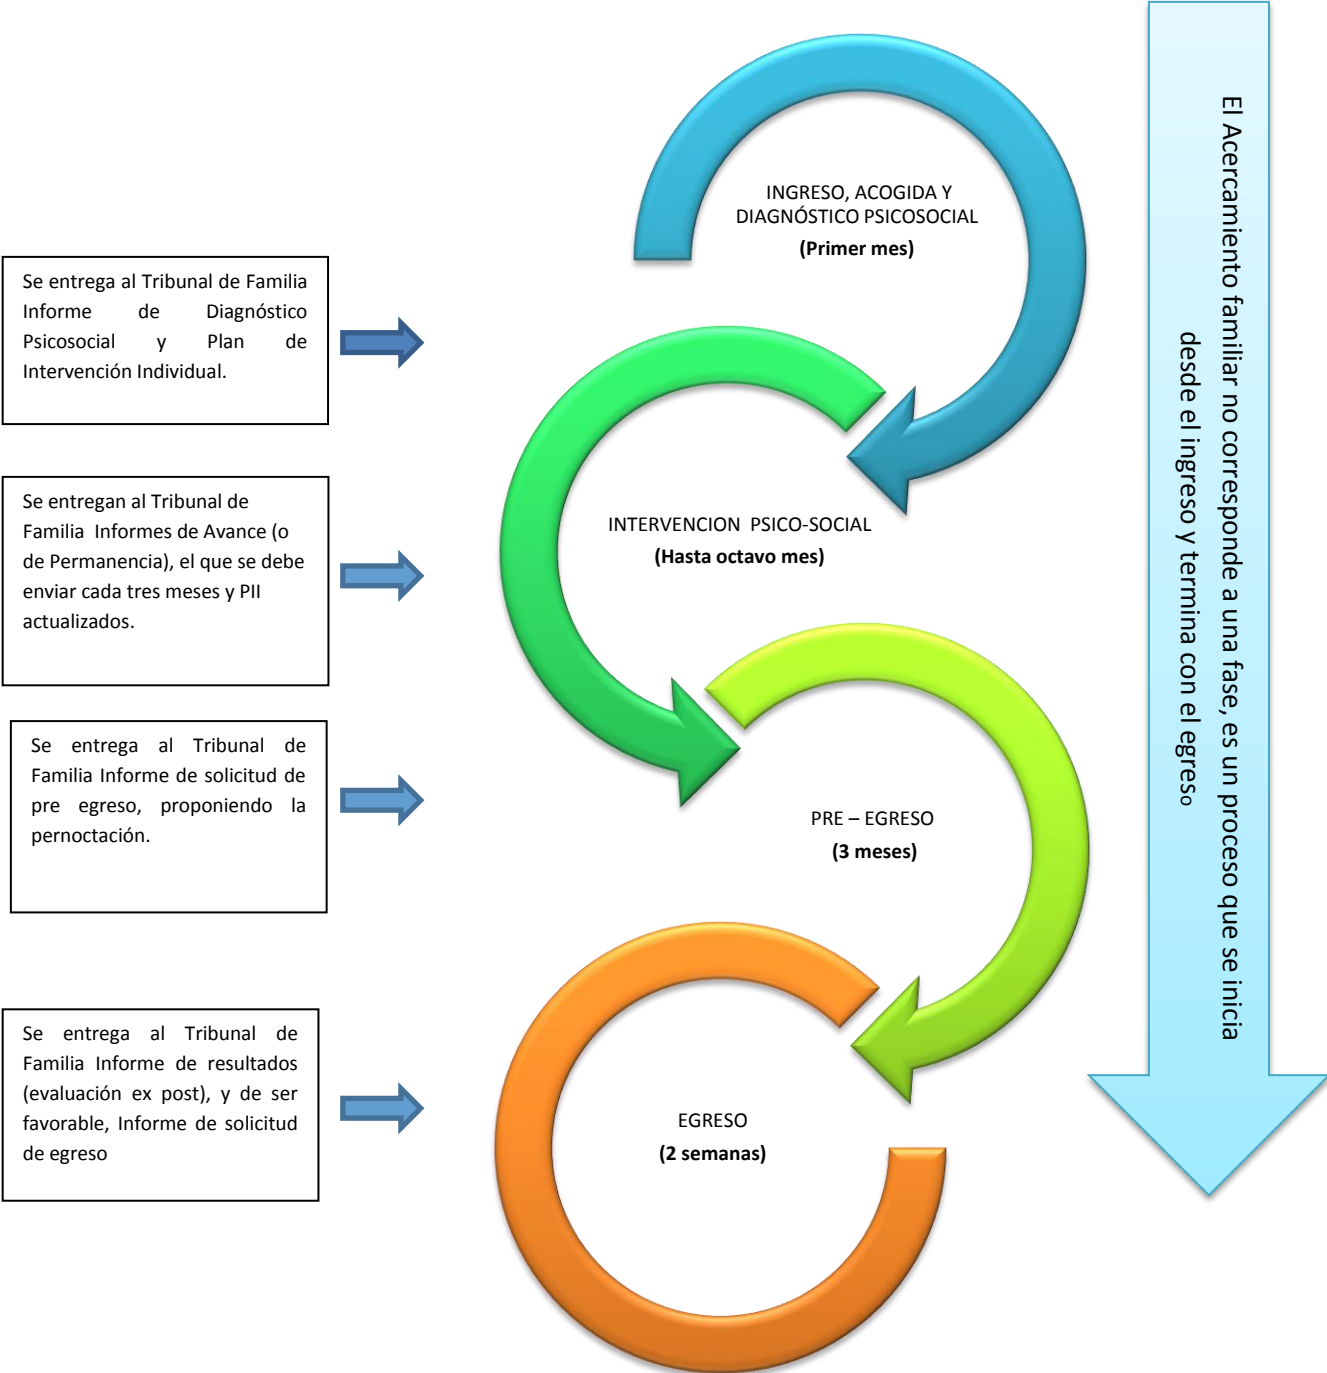 INGRESO, ACOGIDA Y
DIAGNÓSTICO PSICOSOCIAL
(Primer mes)
Se entrega al Tribunal de Familia
Informe de Diagnóstico
Psicosocial y Plan de
Intervención Individual.
INTERVENCION PSICO-SOCIAL
(Hasta octavo mes)
Se entregan al Tribunal de
Familia Informes de Avance (o
de Permanencia), el que se debe
enviar cada tres meses y PII
actualizados.
PRE – EGRESO
(3 meses)
Se entrega al Tribunal de
Familia Informe de solicitud de
pre egreso, proponiendo la
pernoctación.
EGRESO
(2 semanas)
Se entrega al Tribunal de
Familia Informe de resultados
(evaluación ex post), y de ser
favorable, Informe de solicitud
de egreso
El Acercamiento familiar no corresponde a una fase, es un proceso que se inicia
desde el ingreso y termina con el egreso